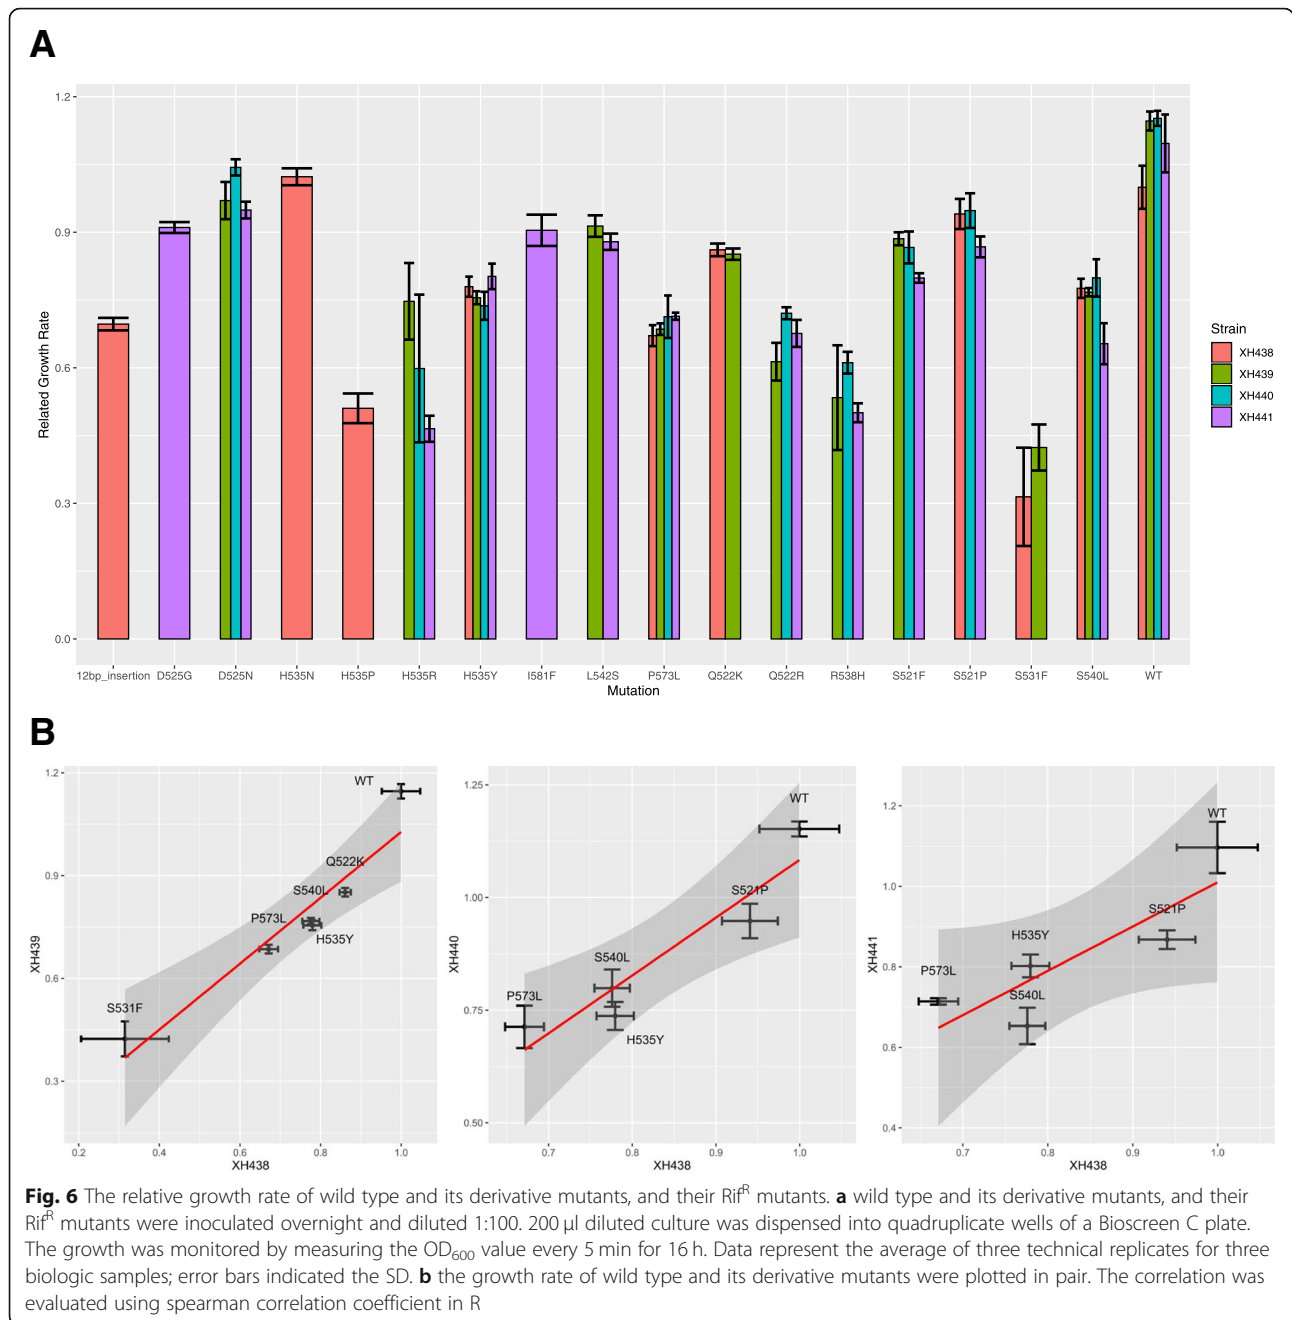 A
1.2
0.9
0.6
0.3
0.0
Related Growth Rate
12bp_insertion D525G D525N H535N H535P H535R H535Y I581F L542S P573L Q522K Q522R R538H S521F S521P S531F S540L WT
Mutation
Strain
XH438
XH439
XH440
XH441
B
1.2
0.9
0.6
0.3
XH439
WT
Q522K
S540L
P573L
H535Y
S531F
0.2 0.4 0.6 0.8 1.0
XH438
1.25
1.00
0.75
0.50
XH440
WT
S521P
S540L
P573L
H535Y
0.7 0.8 0.9 1.0
XH438
1.2
1.0
0.8
0.6
0.4
XH441
WT
S521P
H535Y
P573L
S540L
0.7 0.8 0.9 1.0
XH438
Fig. 6 The relative growth rate of wild type and its derivative mutants, and their Rif^R mutants. a wild type and its derivative mutants, and their
Rif^R mutants were inoculated overnight and diluted 1:100. 200 μl diluted culture was dispensed into quadruplicate wells of a Bioscreen C plate.
The growth was monitored by measuring the OD₆₀₀ value every 5 min for 16 h. Data represent the average of three technical replicates for three
biologic samples; error bars indicated the SD. b the growth rate of wild type and its derivative mutants were plotted in pair. The correlation was
evaluated using spearman correlation coefficient in R